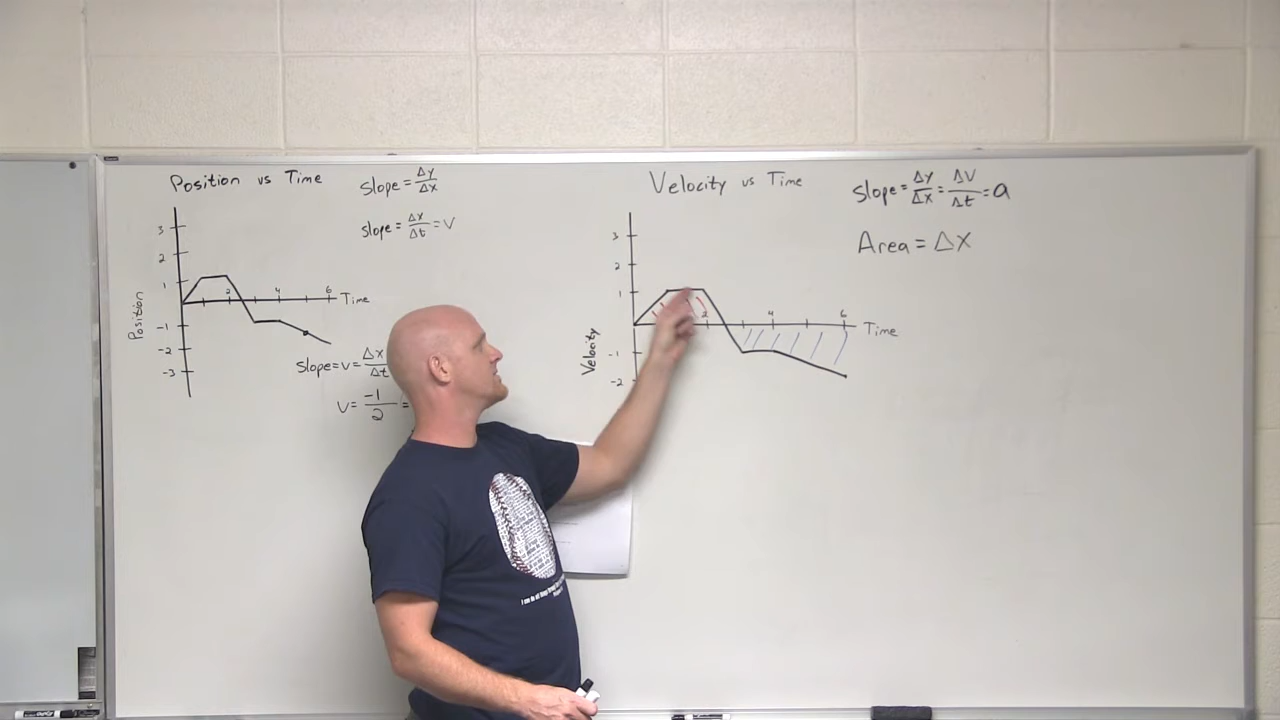 Position vs Time
slope = Δy/Δx
slope = Δx/Δt = V
3
2
1
-1
-2
-3
2 4 6
Time
Position
slope = V = Δx/Δt
V = -1/2 =
Velocity vs Time
slope = Δy/Δx = ΔV/Δt = a
Area = ΔX
3
2
1
-1
-2
2 4 6
Time
Velocity